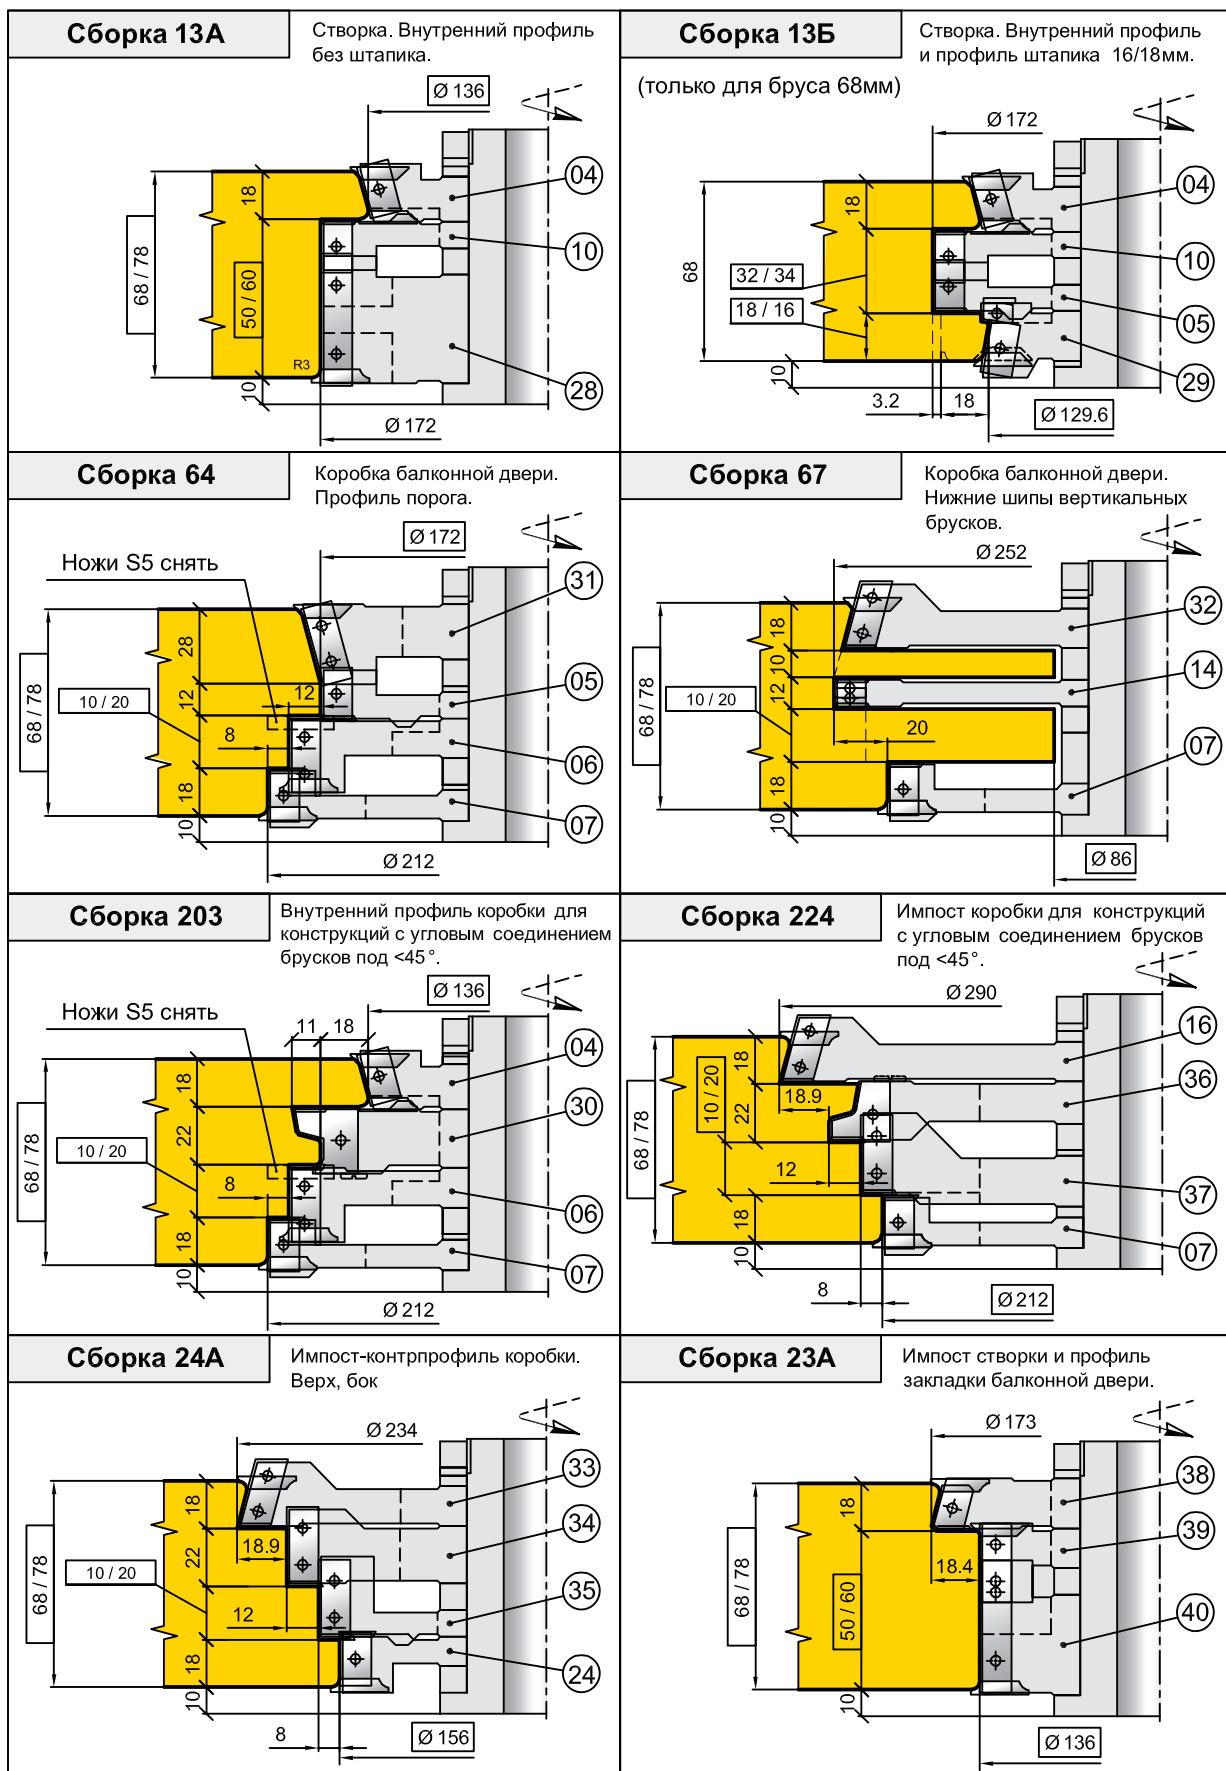 Сборка 13А
Створка. Внутренний профиль
без штапика.
Ø 136
04
10
28
18
50 / 60
68 / 78
R3
10
Ø 172
Сборка 13Б
Створка. Внутренний профиль
и профиль штапика 16/18мм.
(только для бруса 68мм)
Ø 172
04
10
05
29
18
68
32 / 34
18 / 16
10
3.2
18
Ø 129.6
Сборка 64
Коробка балконной двери.
Профиль порога.
Ø 172
Ножи S5 снять
31
05
06
07
28
12
12
68 / 78
10 / 20
8
18
10
Ø 212
Сборка 67
Коробка балконной двери.
Нижние шипы вертикальных
брусков.
Ø 252
32
14
07
18
10
12
68 / 78
10 / 20
20
18
10
Ø 86
Сборка 203
Внутренний профиль коробки для
конструкций с угловым соединением
брусков под <45°.
Ø 136
Ножи S5 снять
11
18
04
30
06
07
18
22
68 / 78
10 / 20
8
18
10
Ø 212
Сборка 224
Импост коробки для конструкций
с угловым соединением брусков
под <45°.
Ø 290
16
36
37
07
18
10 / 20
18.9
22
68 / 78
12
18
10
8
Ø 212
Сборка 24А
Импост-контрпрофиль коробки.
Верх, бок
Ø 234
33
34
35
24
18
18.9
22
68 / 78
10 / 20
12
18
10
8
Ø 156
Сборка 23А
Импост створки и профиль
закладки балконной двери.
Ø 173
38
39
40
18
18.4
68 / 78
50 / 60
10
Ø 136